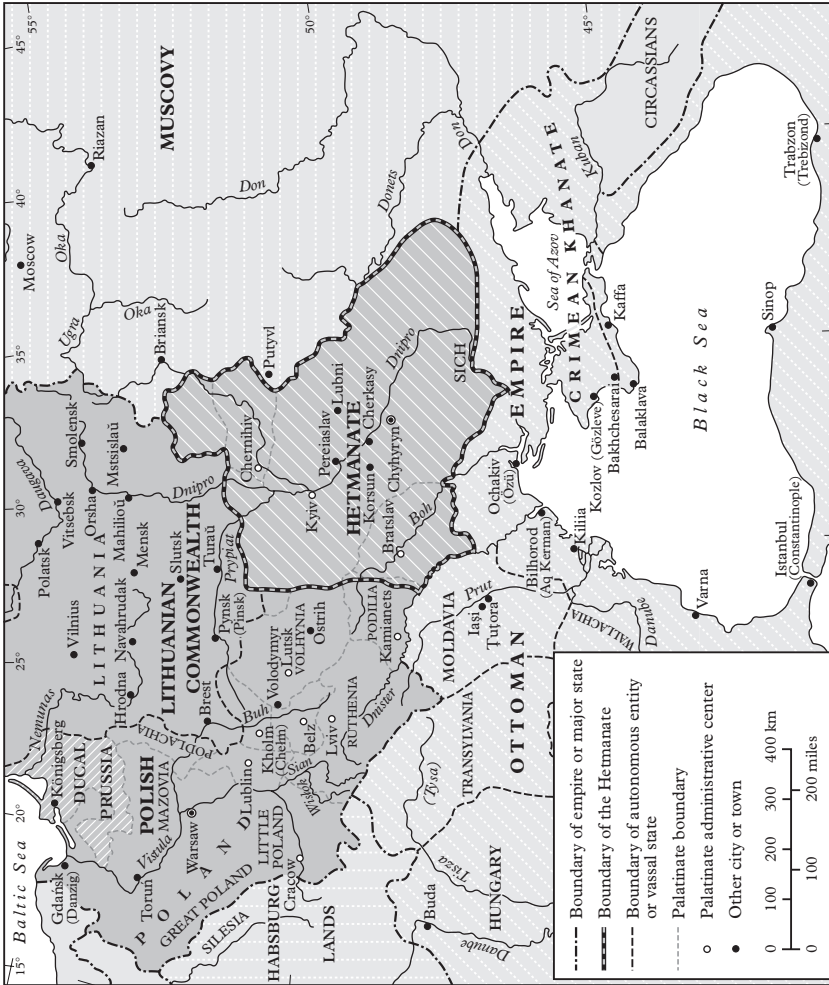 15°
20°
25°
30°
35°
40°
45°
55°
50°
45°
Baltic Sea
Königsberg
Nemunas
Vilnius
Polatsk
Daugava
Vitsebsk
Smolensk
Ugra
Oka
Moscow
Riazan
Gdańsk
(Danzig)
DUCAL
PRUSSIA
Hrodna
Navahrudak
LITHUANIA
Mensk
Orsha
Mahilioŭ
Mstsislaŭ
Briansk
Oka
MUSCOVY
Toruń
Vistula
POLISH
MAZOVIA
PODLACHIA
LITHUANIAN
COMMONWEALTH
Slutsk
Turaŭ
Prypiat
Dnipro
Putyvl
Don
POLAND
GREAT POLAND
Warsaw
Brest
Buh
Pynsk
(Pinsk)
Chernihiv
Lublin
Kholm
(Chełm)
Volodymyr
Lutsk
VOLHYNIA
Ostrih
Kyiv
Pereiaslav
Lubni
Donets
SILESIA
HABSBURG
LANDS
Cracow
LITTLE
POLAND
Wisłok
Sian
Belz
Lviv
RUTHENIA
HETMANATE
Korsun
Cherkasy
Chyhyryn
Dnipro
Don
Dnister
PODILIA
Kamianets
Bratslav
Boh
SICH
Buda
Danube
HUNGARY
Tisza
(Tysa)
TRANSYLVANIA
MOLDAVIA
Prut
Iași
Țuțora
Ochakiv
(Özü)
OTTOMAN
EMPIRE
Sea of Azov
CRIMEAN KHANATE
Kuban
CIRCASSIANS
Bilhorod
(Aq Kerman)
Kiliia
Kozlov (Gözleve)
Bakhchesarai
Kaffa
Balaklava
WALLACHIA
Danube
Varna
Black Sea
Istanbul
(Constantinople)
Sinop
Trabzon
(Trebizond)
Boundary of empire or major state
Boundary of the Hetmanate
Boundary of autonomous entity
or vassal state
Palatinate boundary
Palatinate administrative center
Other city or town
0 100 200 300 400 km
0 100 200 miles